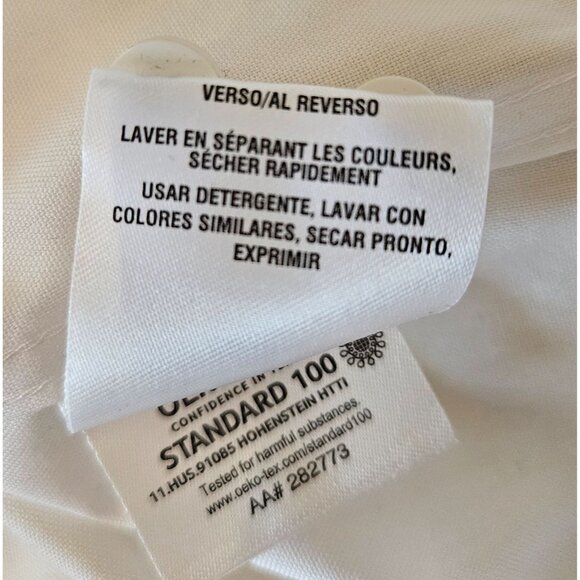 VERSO/AL REVERSO
LAVER EN SÉPARANT LES COULEURS,
SÉCHER RAPIDEMENT
USAR DETERGENTE, LAVAR CON
COLORES SIMILARES, SECAR PRONTO,
EXPRIMIR
CONFIDENCE IN
STANDARD 100
11.HUS.91085 HOHENSTEIN HTTI
Tested for harmful substances.
www.oeko-tex.com/standard100
AA# 282773